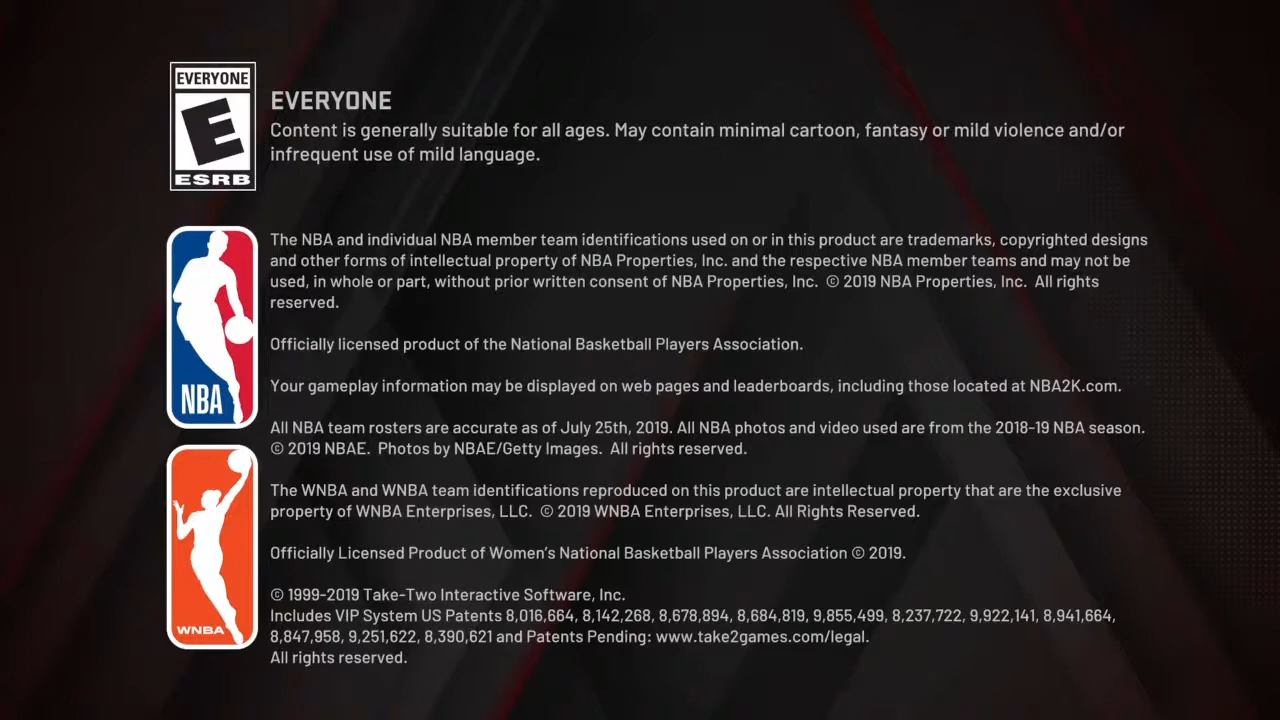 EVERYONE
E
ESRB
EVERYONE
Content is generally suitable for all ages. May contain minimal cartoon, fantasy or mild violence and/or
infrequent use of mild language.
NBA
The NBA and individual NBA member team identifications used on or in this product are trademarks, copyrighted designs
and other forms of intellectual property of NBA Properties, Inc. and the respective NBA member teams and may not be
used, in whole or part, without prior written consent of NBA Properties, Inc.  © 2019 NBA Properties, Inc.  All rights
reserved.
Officially licensed product of the National Basketball Players Association.
Your gameplay information may be displayed on web pages and leaderboards, including those located at NBA2K.com.
All NBA team rosters are accurate as of July 25th, 2019. All NBA photos and video used are from the 2018-19 NBA season.
© 2019 NBAE.  Photos by NBAE/Getty Images.  All rights reserved.
WNBA
The WNBA and WNBA team identifications reproduced on this product are intellectual property that are the exclusive
property of WNBA Enterprises, LLC.  © 2019 WNBA Enterprises, LLC. All Rights Reserved.
Officially Licensed Product of Women's National Basketball Players Association © 2019.
© 1999-2019 Take-Two Interactive Software, Inc.
Includes VIP System US Patents 8,016,664, 8,142,268, 8,678,894, 8,684,819, 9,855,499, 8,237,722, 9,922,141, 8,941,664,
8,847,958, 9,251,622, 8,390,621 and Patents Pending: www.take2games.com/legal.
All rights reserved.